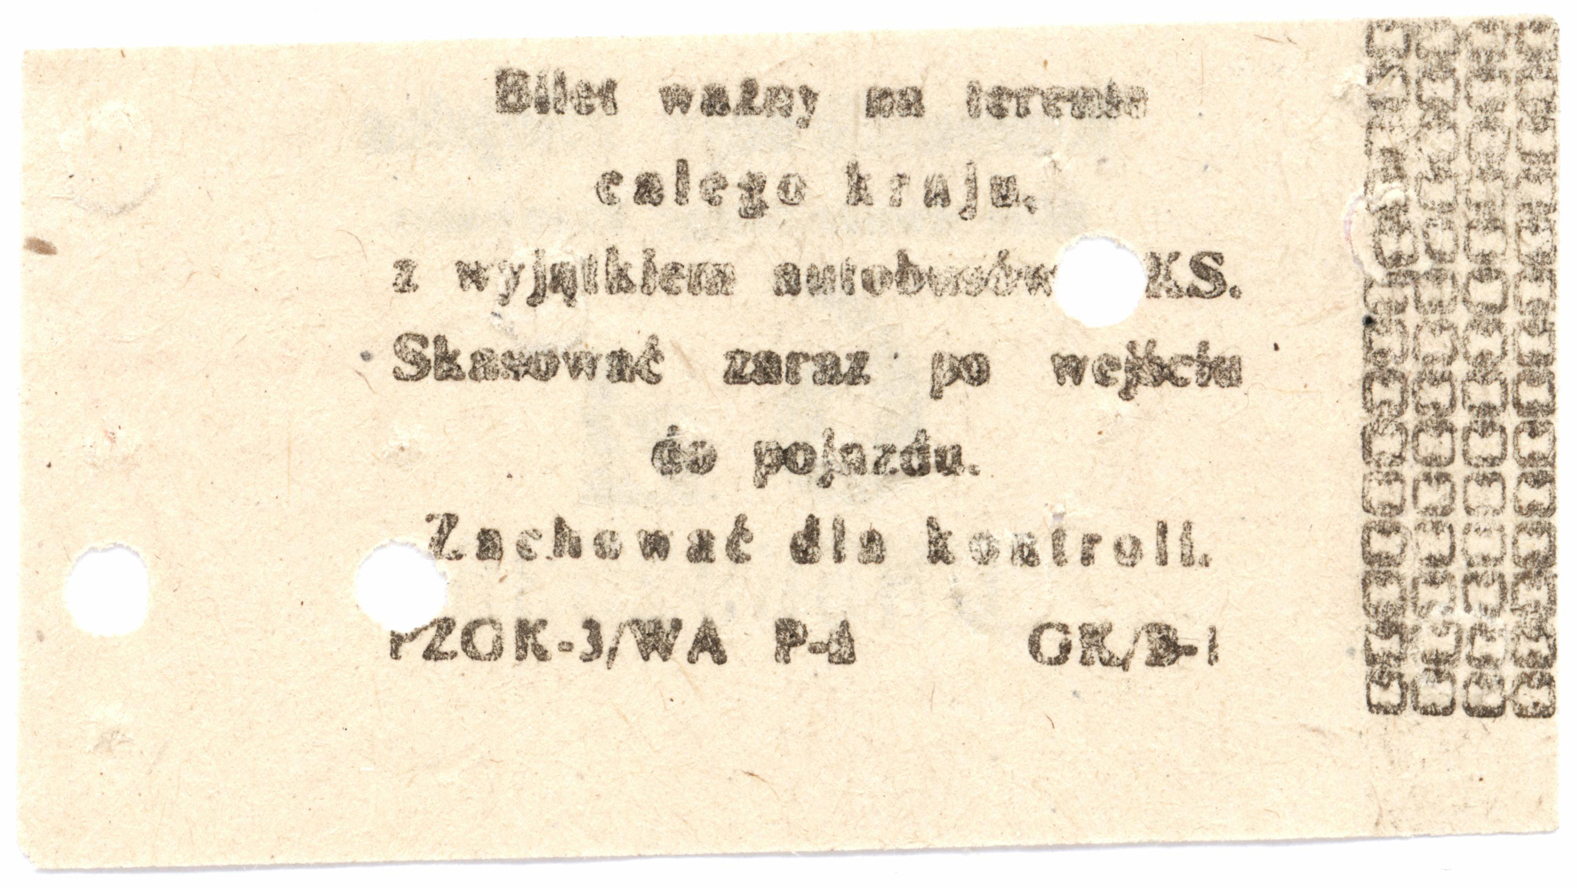 Bilet ważny na terenie
całego kraju,
z wyjątkiem autobusów KS.
Skasować zaraz po wejściu
do pojazdu.
Zachować dla kontroli.
PZGK-3/WA P-4 GK/B-1